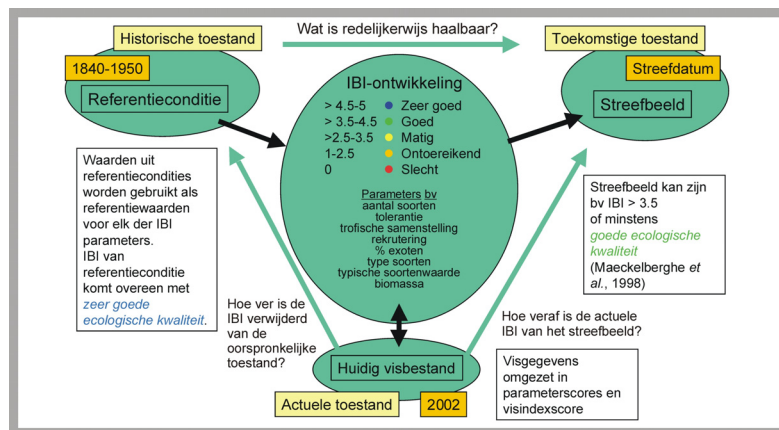 Historische toestand
Wat is redelijkerwijs haalbaar?
Toekomstige toestand
1840-1950
Referentieconditie
Streefdatum
Streefbeeld
IBI-ontwikkeling
> 4.5-5 Zeer goed
> 3.5-4.5 Goed
>2.5-3.5 Matig
1-2.5 Ontoereikend
0 Slecht
Parameters bv
aantal soorten
tolerantie
trofische samenstelling
rekrutering
% exoten
type soorten
typische soortenwaarde
biomassa
Waarden uit
referentiecondities
worden gebruikt als
referentiewaarden
voor elk der IBI
parameters.
IBI van
referentieconditie
komt overeen met
zeer goede
ecologische kwaliteit.
Streefbeeld kan zijn
bv IBI > 3.5
of minstens
goede ecologische
kwaliteit
(Maeckelberghe et
al., 1998)
Hoe ver is de
IBI verwijderd
van de
oorspronkelijke
toestand?
Hoe veraf is de actuele
IBI van het streefbeeld?
Huidig visbestand
Actuele toestand
2002
Visgegevens
omgezet in
parameterscores en
visindexscore